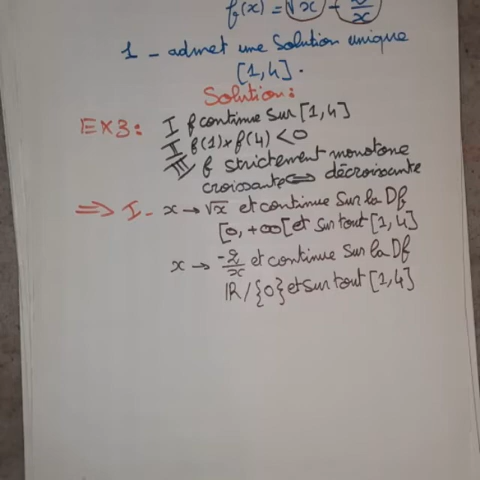 f(x) = √x - 2/x
1 - admet une solution unique
[1,4].
Solution:
EX3: I f continue sur [1,4]
II f(1)×f(4) <0
III f strictement monotone
croissante ⟺ décroissante
⟹ I - x → √x et continue sur la Df
[0,+∞[ et sur tout [1,4]
x → -2/x et continue sur la Df
IR/{0} et sur tout [1,4]